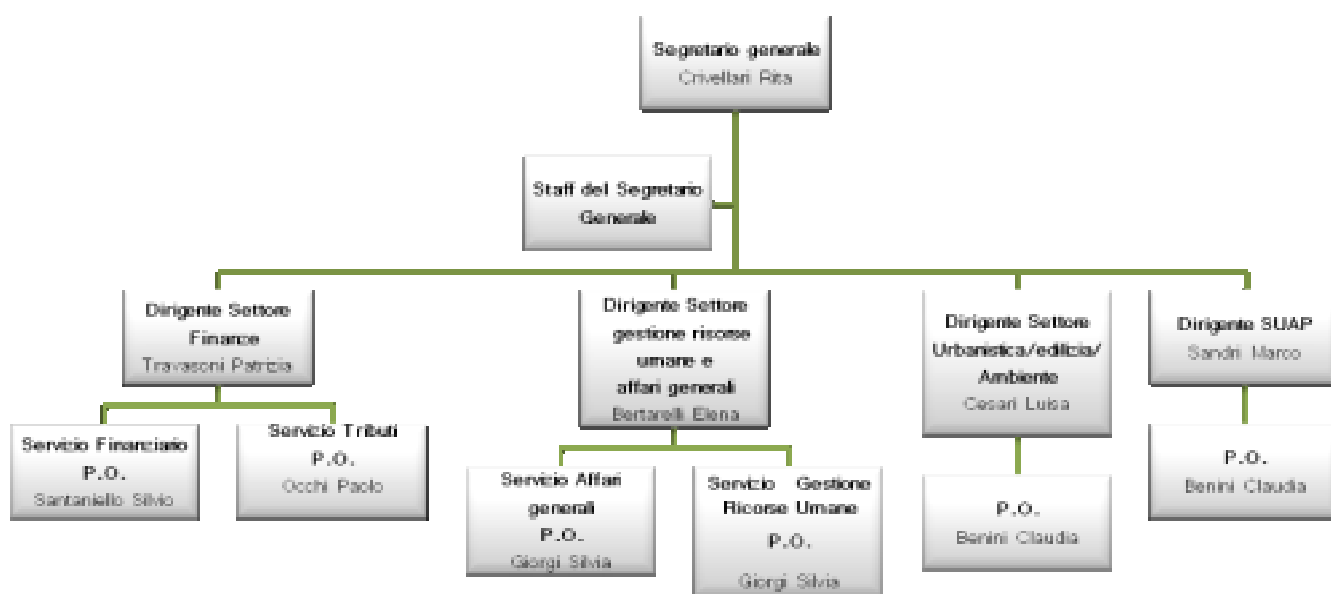 Segretario generale
Crivellari Rita
Staff del Segretario
Generale
Dirigente Settore
Finanze
Travasoni Patrizia
Dirigente Settore
gestione risorse
umane e
affari generali
Bertarelli Elena
Dirigente Settore
Urbanistica/edilizia/
Ambiente
Cesari Luisa
Dirigente SUAP
Sandri Marco
Servizio Finanziario
P.O.
Santaniello Silvio
Servizio Tributi
P.O.
Occhi Paolo
Servizio Affari
generali
P.O.
Giorgi Silvia
Servizio Gestione
Ricorse Umane
P.O.
Giorgi Silvia
P.O.
Benini Claudia
P.O.
Benini Claudia